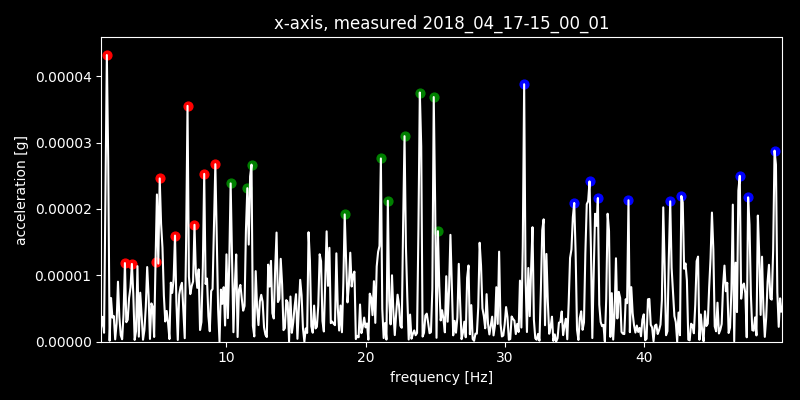 x-axis, measured 2018_04_17-15_00_01
acceleration [g]
0.00004
0.00003
0.00002
0.00001
0.00000
10 20 30 40
frequency [Hz]